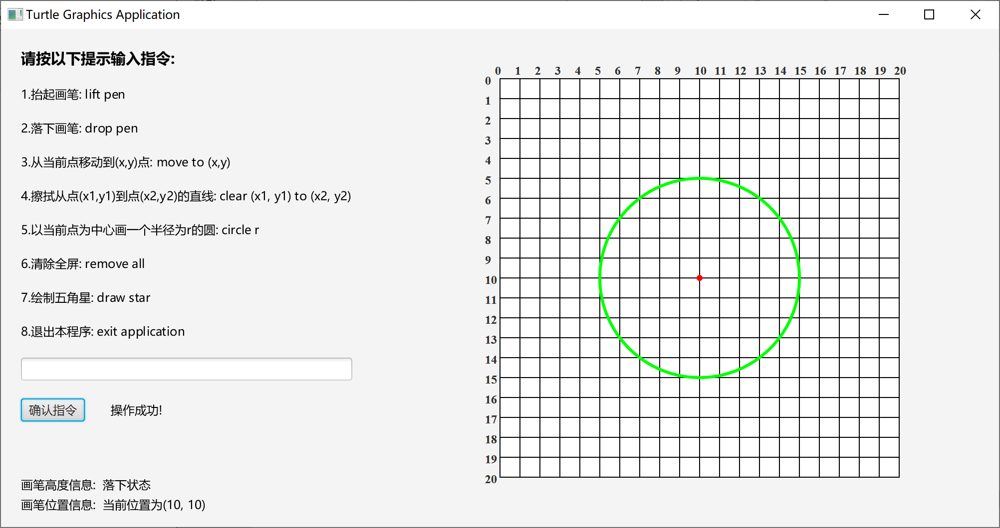 Turtle Graphics Application
请按以下提示输入指令:
1.抬起画笔: lift pen
2.落下画笔: drop pen
3.从当前点移动到(x,y)点: move to (x,y)
4.擦拭从点(x1,y1)到点(x2,y2)的直线: clear (x1, y1) to (x2, y2)
5.以当前点为中心画一个半径为r的圆: circle r
6.清除全屏: remove all
7.绘制五角星: draw star
8.退出本程序: exit application
确认指令 操作成功!
画笔高度信息: 落下状态
画笔位置信息: 当前位置为(10, 10)
0 1 2 3 4 5 6 7 8 9 10 11 12 13 14 15 16 17 18 19 20
0
1
2
3
4
5
6
7
8
9
10
11
12
13
14
15
16
17
18
19
20